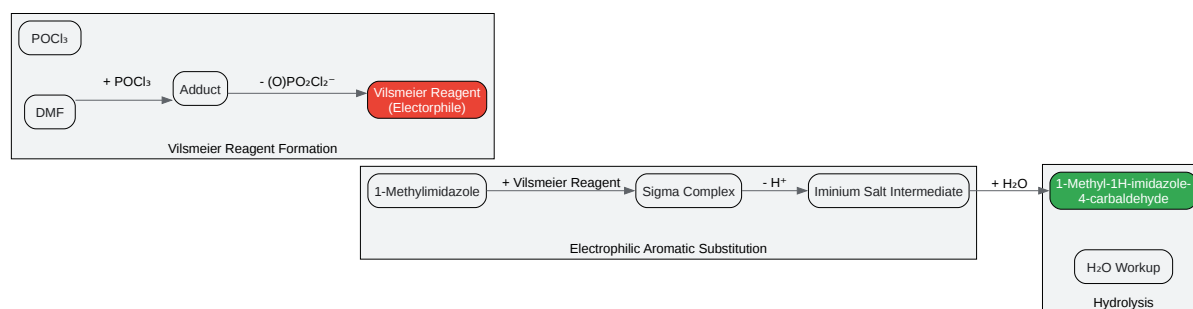 POCl₃
+ POCl₃
- (O)PO₂Cl₂⁻
DMF
Adduct
Vilsmeier Reagent
(Electorphile)
Vilsmeier Reagent Formation
1-Methylimidazole
+ Vilsmeier Reagent
Sigma Complex
- H⁺
Iminium Salt Intermediate
+ H₂O
1-Methyl-1H-imidazole-
4-carbaldehyde
Electrophilic Aromatic Substitution
H₂O Workup
Hydrolysis